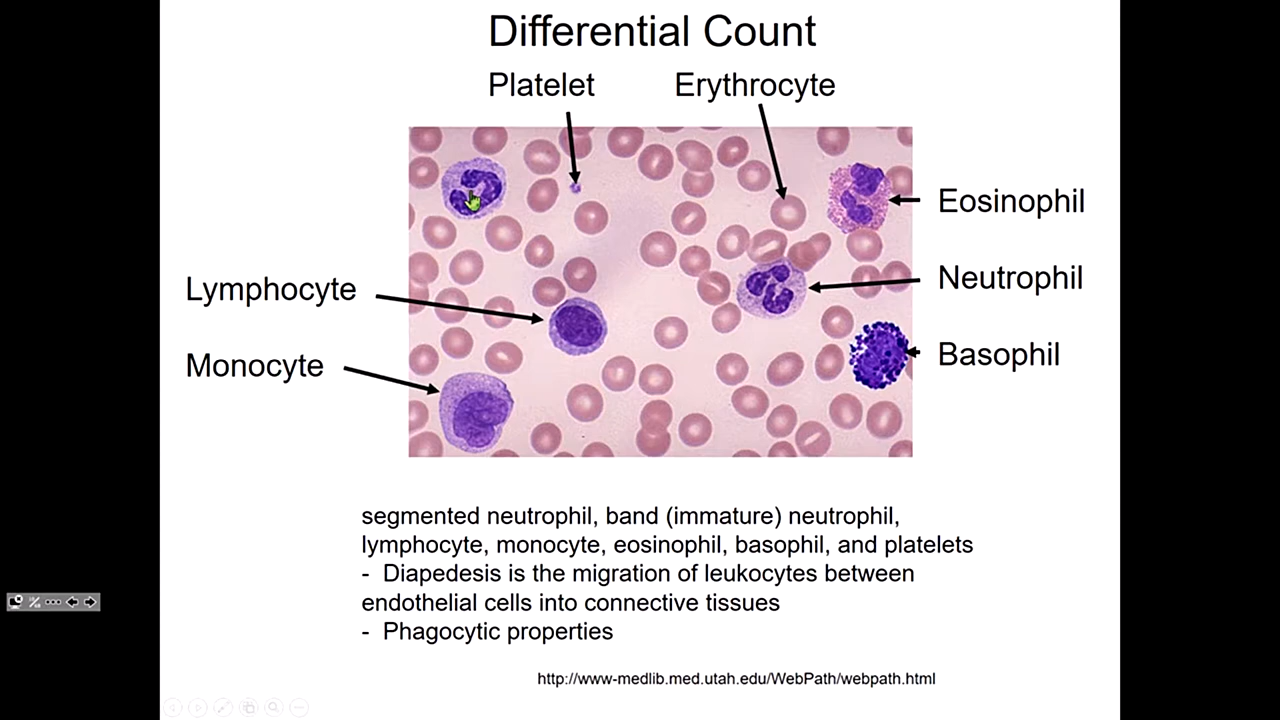 Differential Count
Platelet
Erythrocyte
Eosinophil
Lymphocyte
Neutrophil
Monocyte
Basophil
segmented neutrophil, band (immature) neutrophil,
lymphocyte, monocyte, eosinophil, basophil, and platelets
- Diapedesis is the migration of leukocytes between
endothelial cells into connective tissues
- Phagocytic properties
http://www-medlib.med.utah.edu/WebPath/webpath.html